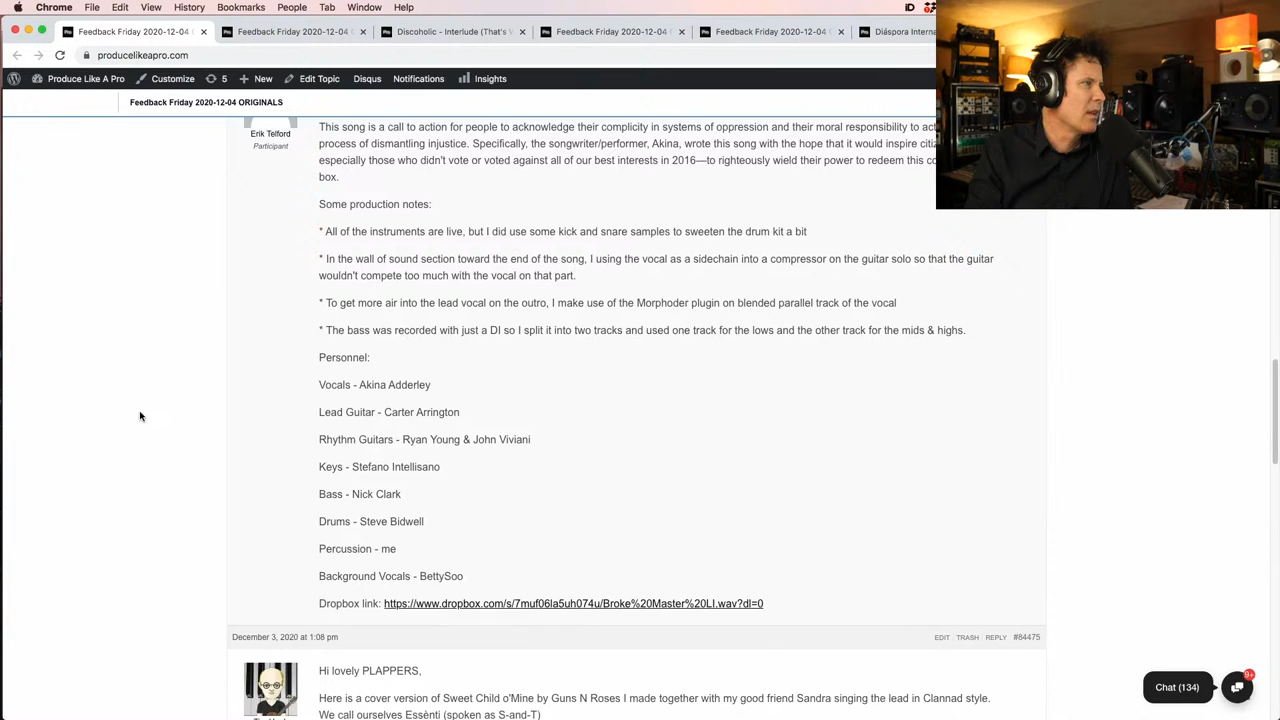 Chrome File Edit View History Bookmarks People Tab Window Help iD
Feedback Friday 2020-12-04 Feedback Friday 2020-12-04 Discoholic - Interlude (That's W Feedback Friday 2020-12-04 Feedback Friday 2020-12-04 Diáspora Interna
producelikeapro.com
Produce Like A Pro Customize 5 New Edit Topic Disqus Notifications Insights
Feedback Friday 2020-12-04 ORIGINALS
Erik Telford
Participant
This song is a call to action for people to acknowledge their complicity in systems of oppression and their moral responsibility to
process of dismantling injustice. Specifically, the songwriter/performer, Akina, wrote this song with the hope that it would inspire
especially those who didn't vote or voted against all of our best interests in 2016—to righteously wield their power to redeem this
box.
Some production notes:
* All of the instruments are live, but I did use some kick and snare samples to sweeten the drum kit a bit
* In the wall of sound section toward the end of the song, I using the vocal as a sidechain into a compressor on the guitar solo so that the guitar
wouldn't compete too much with the vocal on that part.
* To get more air into the lead vocal on the outro, I make use of the Morphoder plugin on blended parallel track of the vocal
* The bass was recorded with just a DI so I split it into two tracks and used one track for the lows and the other track for the mids & highs.
Personnel:
Vocals - Akina Adderley
Lead Guitar - Carter Arrington
Rhythm Guitars - Ryan Young & John Viviani
Keys - Stefano Intellisano
Bass - Nick Clark
Drums - Steve Bidwell
Percussion - me
Background Vocals - BettySoo
Dropbox link: https://www.dropbox.com/s/7muf06la5uh074u/Broke%20Master%20LI.wav?dl=0
December 3, 2020 at 1:08 pm EDIT | TRASH | REPLY #84475
Hi lovely PLAPPERS,
Here is a cover version of Sweet Child o'Mine by Guns N Roses I made together with my good friend Sandra singing the lead in Clannad style.
We call ourselves Essènti (spoken as S-and-T)
Chat (134) 9+